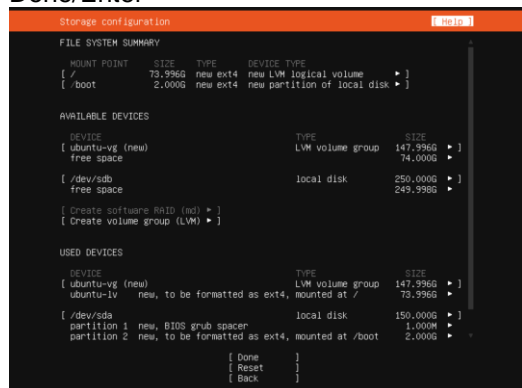 Done/Enter
Storage configuration [ Help ]
FILE SYSTEM SUMMARY
MOUNT POINT SIZE TYPE DEVICE TYPE
[ / 73.996G new ext4 new LVM logical volume ▸ ]
[ /boot 2.000G new ext4 new partition of local disk ▸ ]
AVAILABLE DEVICES
DEVICE TYPE SIZE
[ ubuntu-vg (new) LVM volume group 147.996G ▸ ]
free space 74.000G ▸
[ /dev/sdb local disk 250.000G ▸ ]
free space 249.998G ▸
[ Create software RAID (md) ▸ ]
[ Create volume group (LVM) ▸ ]
USED DEVICES
DEVICE TYPE SIZE
[ ubuntu-vg (new) LVM volume group 147.996G ▸ ]
ubuntu-lv new, to be formatted as ext4, mounted at / 73.996G ▸
[ /dev/sda local disk 150.000G ▸ ]
partition 1 new, BIOS grub spacer 1.000M ▸
partition 2 new, to be formatted as ext4, mounted at /boot 2.000G ▸
[ Done ]
[ Reset ]
[ Back ]